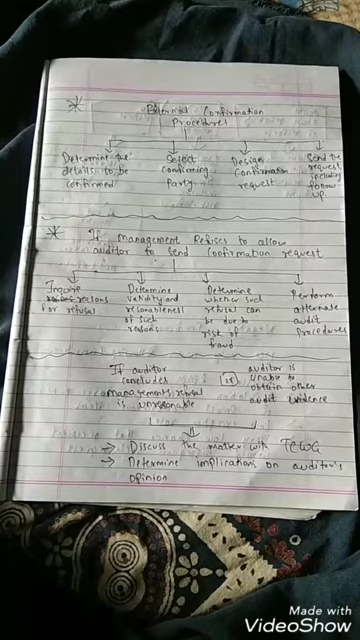 External Confirmation
Procedures
Determine the
details to be
confirmed
Select
confirming
Party
Design
Confirmation
request
Send the
request
including
follow
up.
If management Refuses to allow
auditor to send confirmation request
Inquire
reasons
for refusal
Determine
validity and
resonableness
of such
reasons
Determine
whether such
refusal can
be due to
risk of
fraud
Perform
alternate
audit
Procedures
If auditor
concludes
managements refusal
is unresonable
or
auditor is
unable to
obtain other
audit evidence
→ Discuss the matter with TCWG
→ Determine implications on auditor's
opinion
Made with
VideoShow